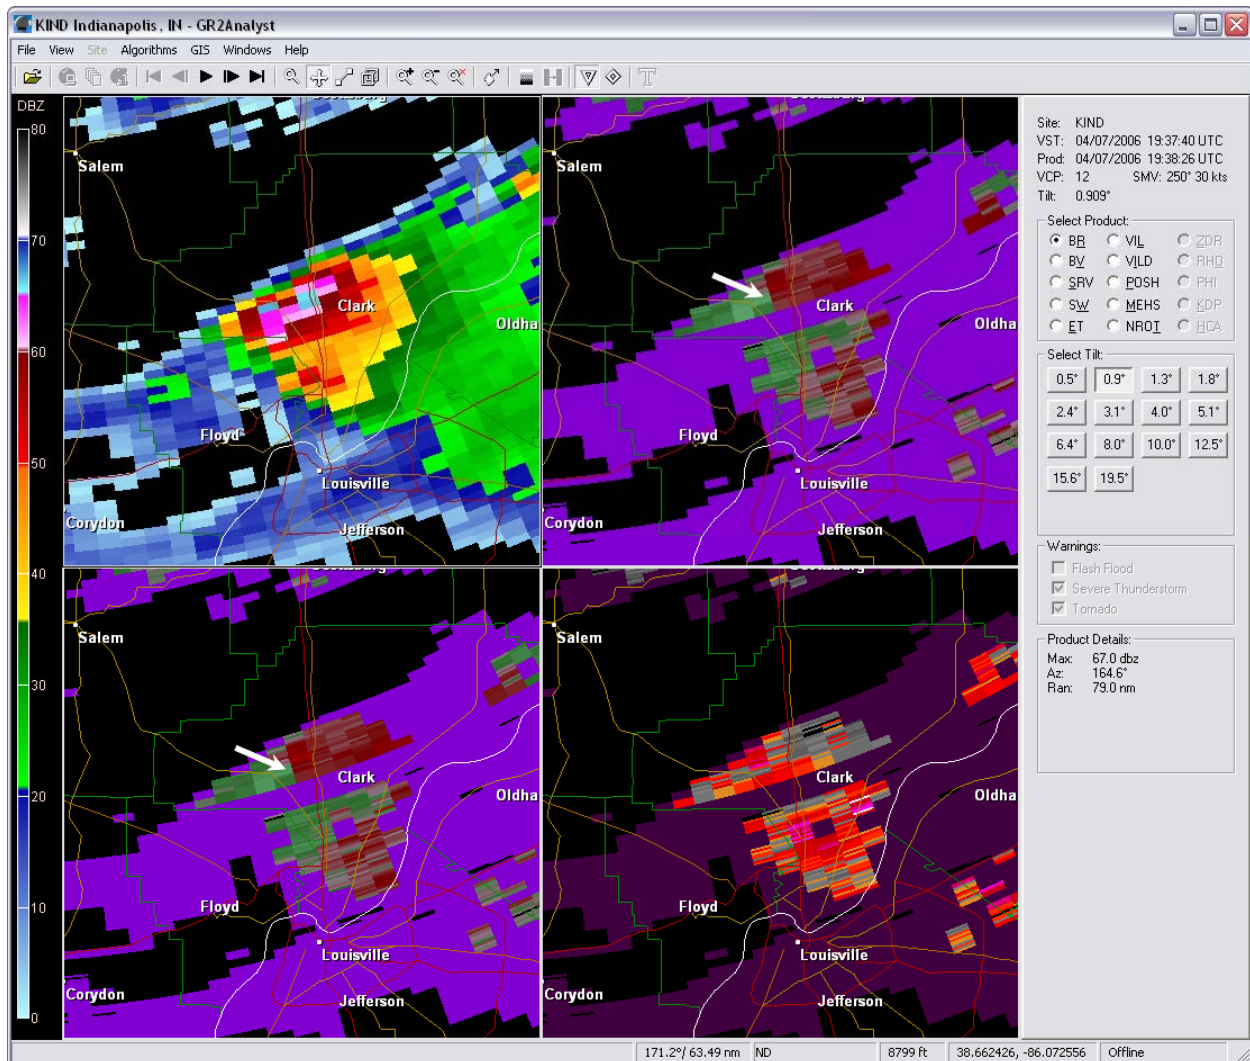 KIND Indianapolis, IN - GR2Analyst
File View Site Algorithms GIS Windows Help
DBZ
80
70
60
50
40
30
20
10
0
Salem
Clark
Oldha
Floyd
Louisville
Corydon
Jefferson
Salem
Clark
Oldha
Floyd
Louisville
Corydon
Jefferson
Salem
Clark
Oldha
Floyd
Louisville
Corydon
Jefferson
Salem
Clark
Oldha
Floyd
Louisville
Corydon
Jefferson
Site: KIND
VST: 04/07/2006 19:37:40 UTC
Prod: 04/07/2006 19:38:26 UTC
VCP: 12 SMV: 250° 30 kts
Tilt: 0.909°
Select Product:
BR VIL ZDR
BV VILD RHO
SRV POSH PHI
SW MEHS KDP
ET NROT HCA
Select Tilt:
0.5° 0.9° 1.3° 1.8°
2.4° 3.1° 4.0° 5.1°
6.4° 8.0° 10.0° 12.5°
15.6° 19.5°
Warnings:
Flash Flood
Severe Thunderstorm
Tornado
Product Details:
Max: 67.0 dbz
Az: 164.6°
Ran: 79.0 nm
171.2°/ 63.49 nm ND 8799 ft 38.662426, -86.072556 Offline